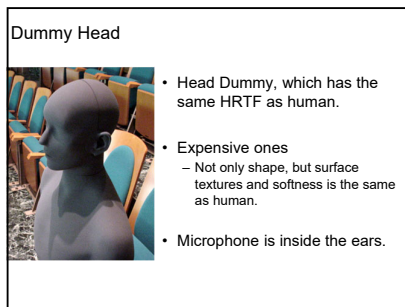 Dummy Head
• Head Dummy, which has the
same HRTF as human.
• Expensive ones
– Not only shape, but surface
textures and softness is the same
as human.
• Microphone is inside the ears.